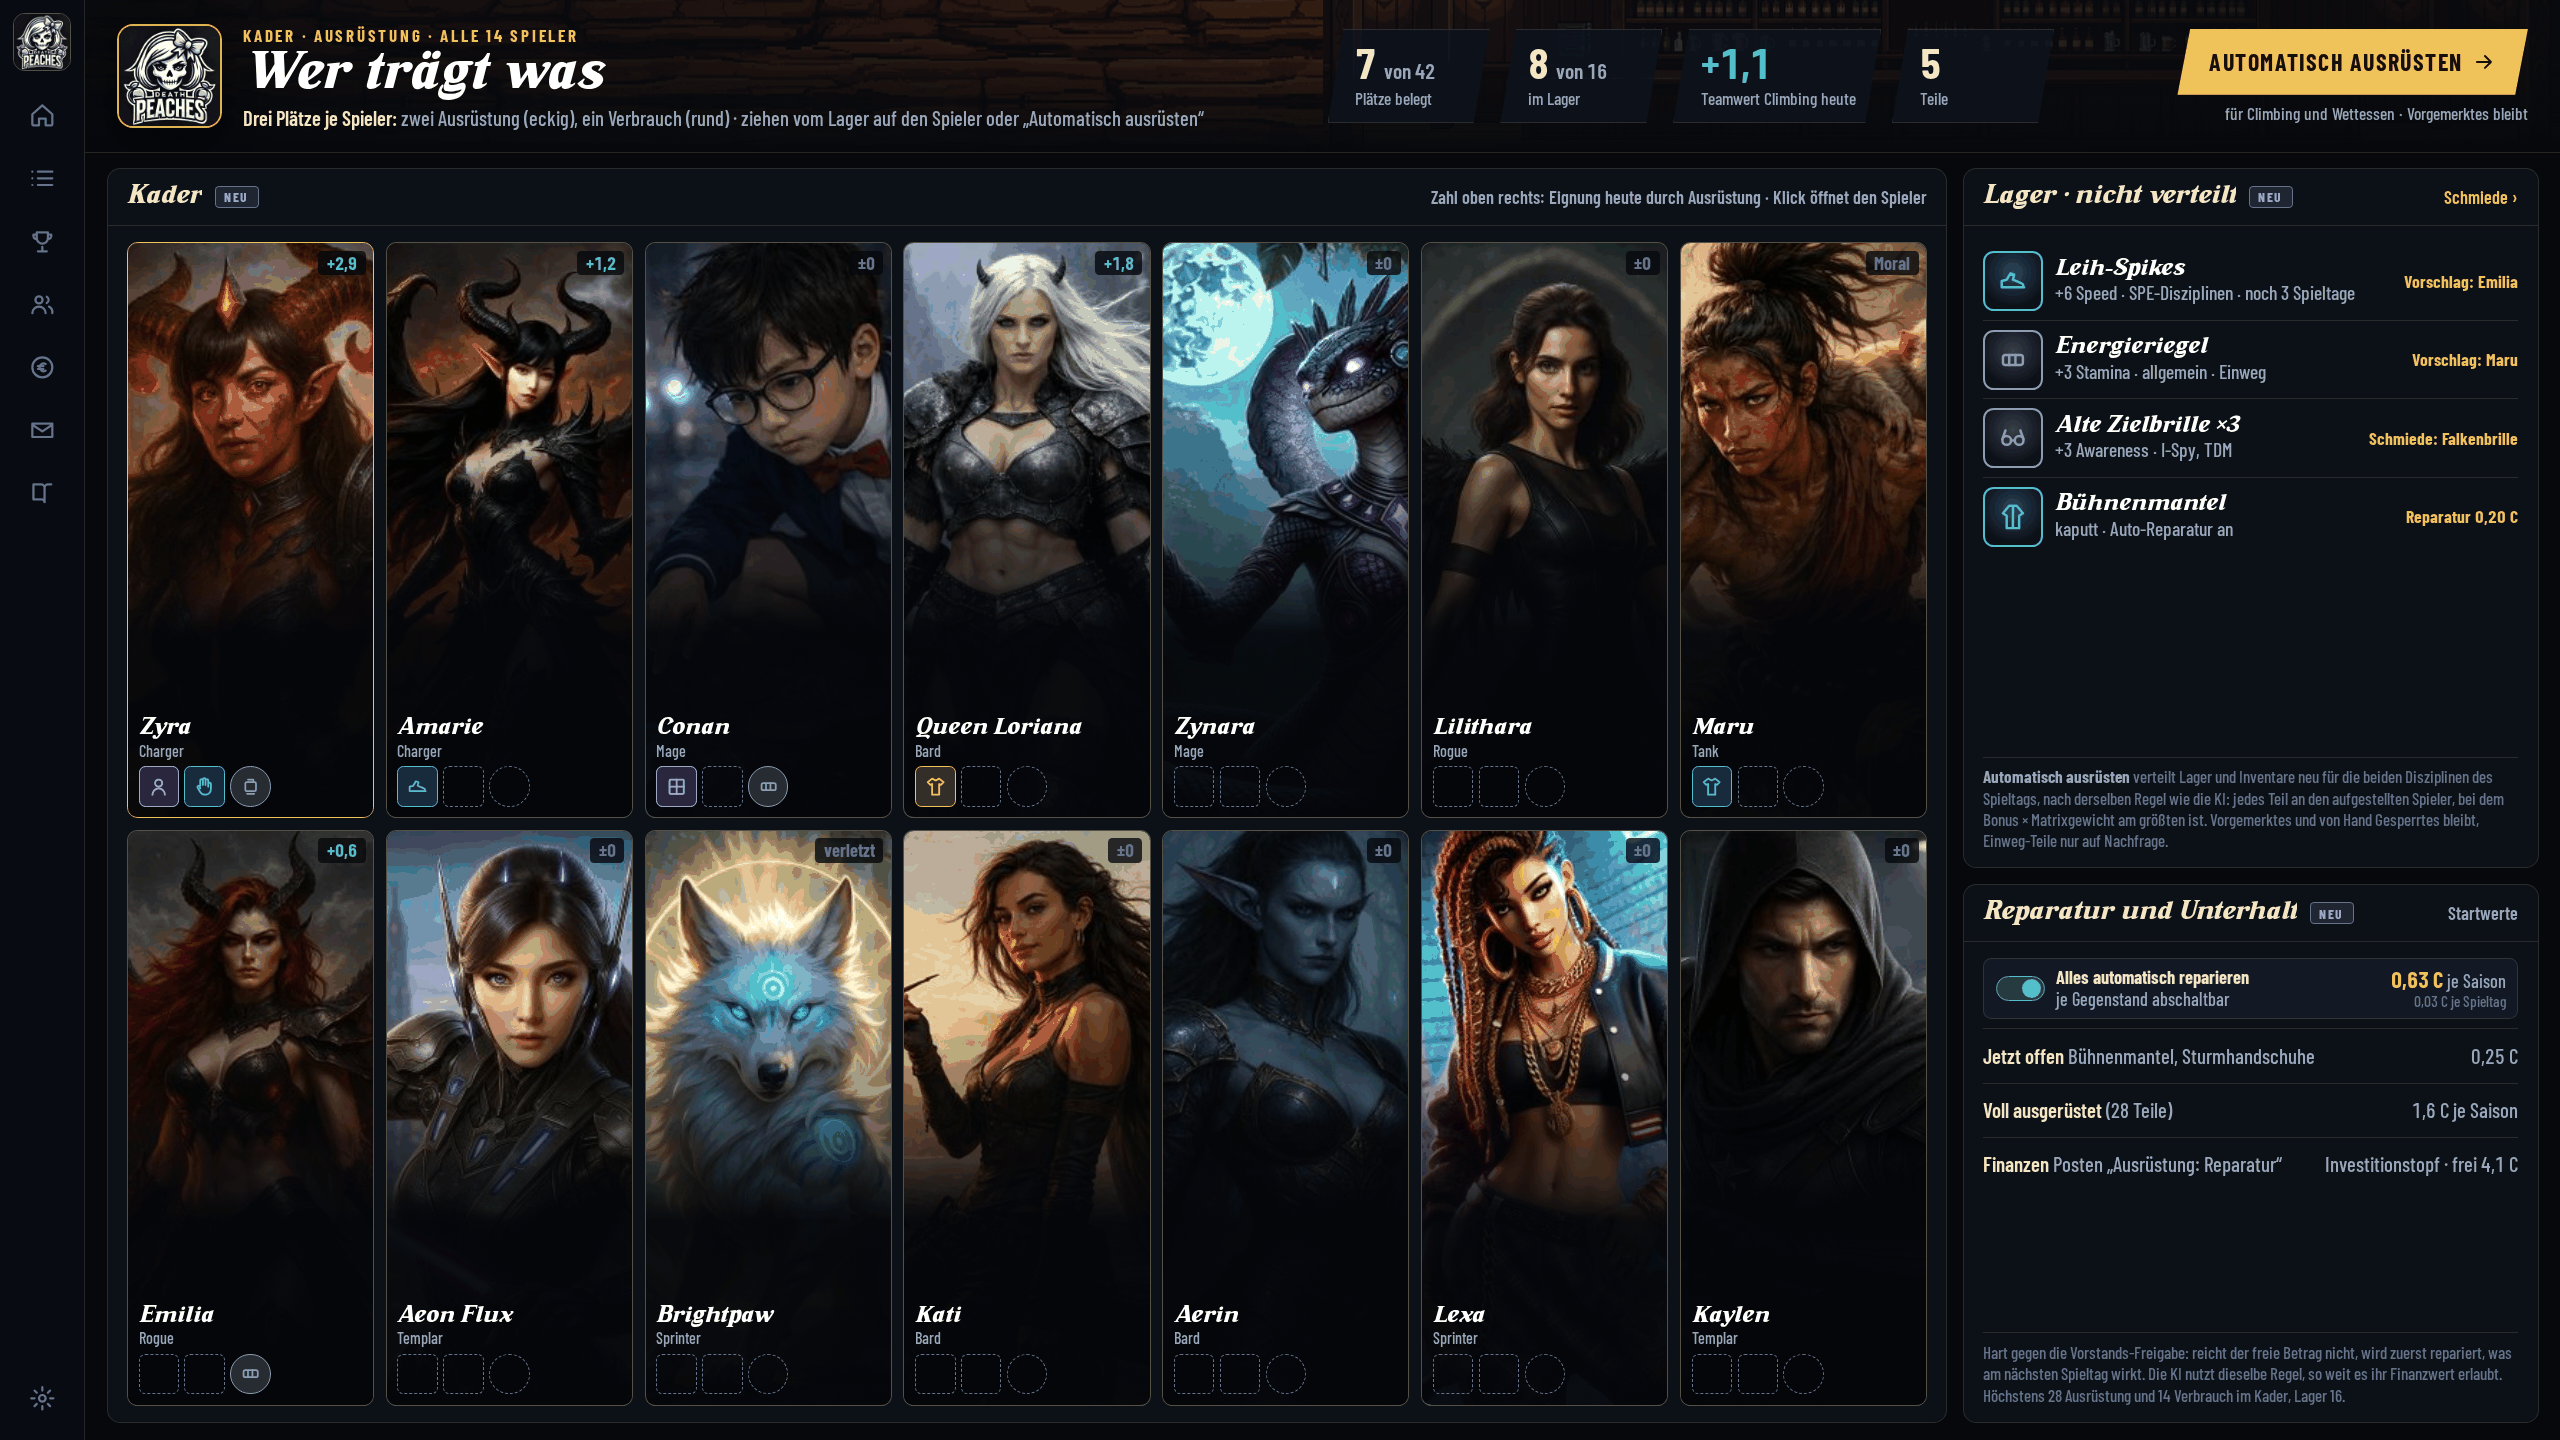 DEATH
PEACHES
KADER · AUSRÜSTUNG · ALLE 14 SPIELER
Wer trägt was
Drei Plätze je Spieler: zwei Ausrüstung (eckig), ein Verbrauch (rund) · ziehen vom Lager auf den Spieler oder „Automatisch ausrüsten“
DEATH
PEACHES
7 von 42
Plätze belegt
8 von 16
im Lager
+1,1
Teamwert Climbing heute
5
Teile
AUTOMATISCH AUSRÜSTEN →
für Climbing und Wettessen · Vorgemerktes bleibt
Kader NEU
Zahl oben rechts: Eignung heute durch Ausrüstung · Klick öffnet den Spieler
+2,9
Zyra
Charger
+1,2
Amarie
Charger
±0
Conan
Mage
+1,8
Queen Loriana
Bard
±0
Zynara
Mage
±0
Lilithara
Rogue
Moral
Maru
Tank
+0,6
Emilia
Rogue
±0
Aeon Flux
Templar
verletzt
Brightpaw
Sprinter
±0
Kati
Bard
±0
Aerin
Bard
±0
Lexa
Sprinter
±0
Kaylen
Templar
Lager · nicht verteilt NEU
Schmiede ›
Leih-Spikes
+6 Speed · SPE-Disziplinen · noch 3 Spieltage
Vorschlag: Emilia
Energieriegel
+3 Stamina · allgemein · Einweg
Vorschlag: Maru
Alte Zielbrille ×3
+3 Awareness · I-Spy, TDM
Schmiede: Falkenbrille
Bühnenmantel
kaputt · Auto-Reparatur an
Reparatur 0,20 C
Automatisch ausrüsten verteilt Lager und Inventare neu für die beiden Disziplinen des
Spieltags, nach derselben Regel wie die KI: jedes Teil an den aufgestellten Spieler, bei dem
Bonus × Matrixgewicht am größten ist. Vorgemerktes und von Hand Gesperrtes bleibt,
Einweg-Teile nur auf Nachfrage.
Reparatur und Unterhalt NEU
Startwerte
Alles automatisch reparieren
je Gegenstand abschaltbar
0,63 C je Saison
0,03 C je Spieltag
Jetzt offen Bühnenmantel, Sturmhandschuhe 0,25 C
Voll ausgerüstet (28 Teile) 1,6 C je Saison
Finanzen Posten „Ausrüstung: Reparatur“ Investitionstopf · frei 4,1 C
Hart gegen die Vorstands-Freigabe: reicht der freie Betrag nicht, wird zuerst repariert, was
am nächsten Spieltag wirkt. Die KI nutzt dieselbe Regel, so weit es ihr Finanzwert erlaubt.
Höchstens 28 Ausrüstung und 14 Verbrauch im Kader, Lager 16.